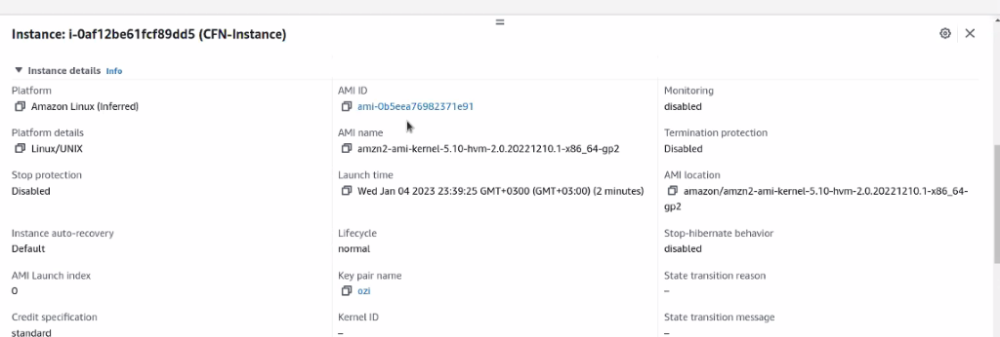 Instance: i-0af12be61fcf89dd5 (CFN-Instance)
Instance details Info
Platform
Amazon Linux (Inferred)
AMI ID
ami-0b5eea76982371e91
Monitoring
disabled
Platform details
Linux/UNIX
AMI name
amzn2-ami-kernel-5.10-hvm-2.0.20221210.1-x86_64-gp2
Termination protection
Disabled
Stop protection
Disabled
Launch time
Wed Jan 04 2023 23:39:25 GMT+0300 (GMT+03:00) (2 minutes)
AMI location
amazon/amzn2-ami-kernel-5.10-hvm-2.0.20221210.1-x86_64-
gp2
Instance auto-recovery
Default
Lifecycle
normal
Stop-hibernate behavior
disabled
AMI Launch index
0
Key pair name
ozi
State transition reason
–
Credit specification
standard
Kernel ID
–
State transition message
–